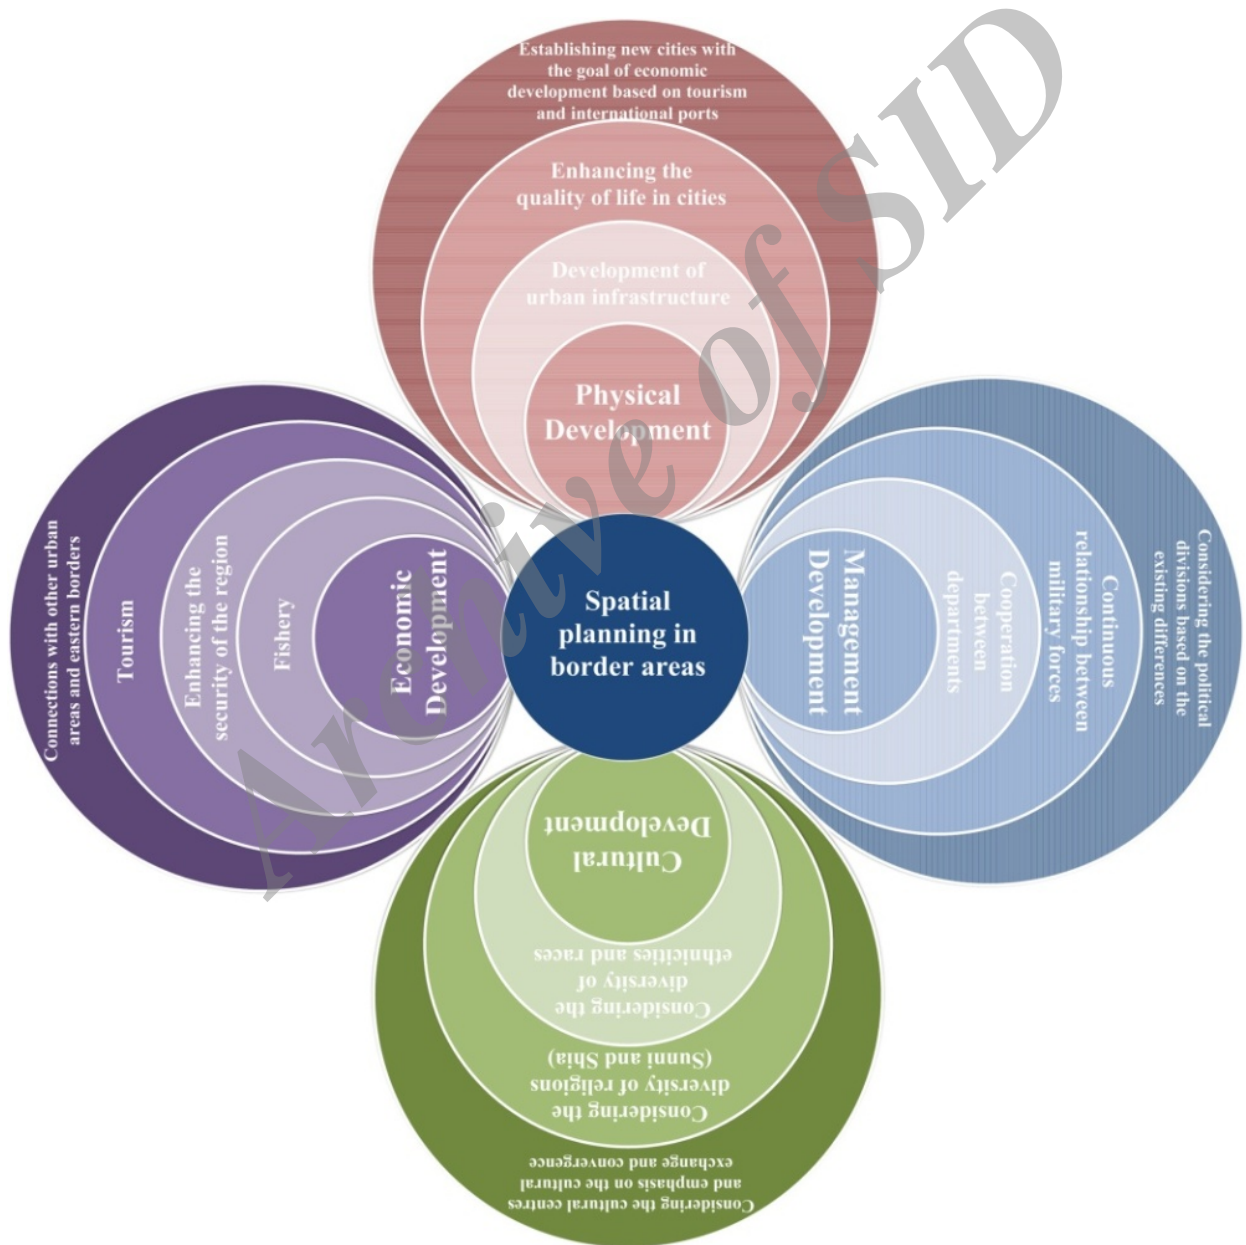 Establishing new cities with
the goal of economic
development based on tourism
and international ports
Enhancing the
quality of life in cities
Development of
urban infrastructure
Physical
Development
Connections with other urban
areas and eastern borders
Tourism
Enhancing the
security of the region
Fishery
Economic
Development
Spatial
planning in
border areas
Management
Development
Cooperation
between
departments
Continuous
relationship between
military forces
Considering the political
divisions based on the
existing differences
Cultural
Development
Considering the
diversity of
ethnicities and races
Considering the
diversity of religions
(Sunni and Shia)
Considering the cultural centres
and emphasis on the cultural
exchange and convergence
Archive of SID